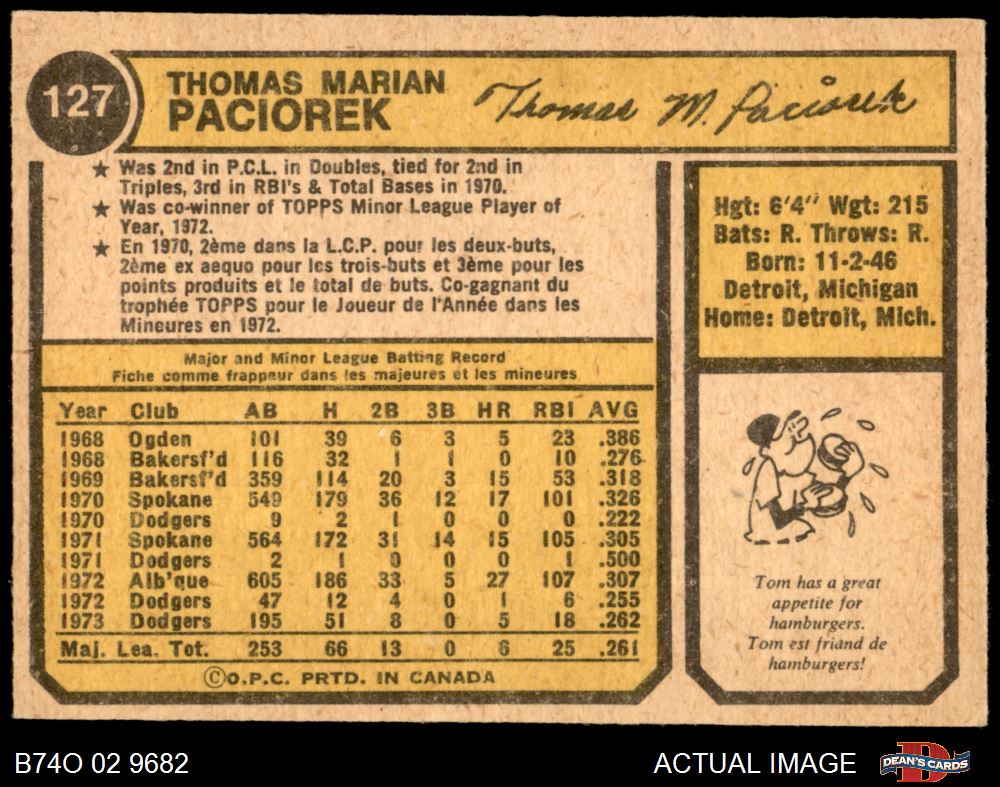 127
THOMAS MARIAN
PACIOREK
Thomas M. Paciorek
★ Was 2nd in P.C.L. in Doubles, tied for 2nd in
Triples, 3rd in RBI's & Total Bases in 1970.
★ Was co-winner of TOPPS Minor League Player of
Year, 1972.
★ En 1970, 2ème dans la L.C.P. pour les deux-buts,
2ème ex aequo pour les trois-buts et 3ème pour les
points produits et le total de buts. Co-gagnant du
trophée TOPPS pour le Joueur de l'Année dans les
Mineures en 1972.
Major and Minor League Batting Record
Fiche comme frappeur dans les majeures et les mineures
Year Club AB H 2B 3B HR RBI AVG
1968 Ogden 101 39 6 3 5 23 .386
1968 Bakersf'd 116 32 1 1 0 10 .276
1969 Bakersf'd 359 114 20 3 15 53 .318
1970 Spokane 549 179 36 12 17 101 .326
1970 Dodgers 9 2 1 0 0 0 .222
1971 Spokane 564 172 31 14 15 105 .305
1971 Dodgers 2 1 0 0 0 1 .500
1972 Alb'que 605 186 33 5 27 107 .307
1972 Dodgers 47 12 4 0 1 6 .255
1973 Dodgers 195 51 8 0 5 18 .262
Maj. Lea. Tot. 253 66 13 0 6 25 .261
©O.P.C. PRTD. IN CANADA
Hgt: 6'4" Wgt: 215
Bats: R. Throws: R.
Born: 11-2-46
Detroit, Michigan
Home: Detroit, Mich.
Tom has a great
appetite for
hamburgers.
Tom est friand de
hamburgers!
B74O 02 9682
ACTUAL IMAGE
DEAN'S CARDS